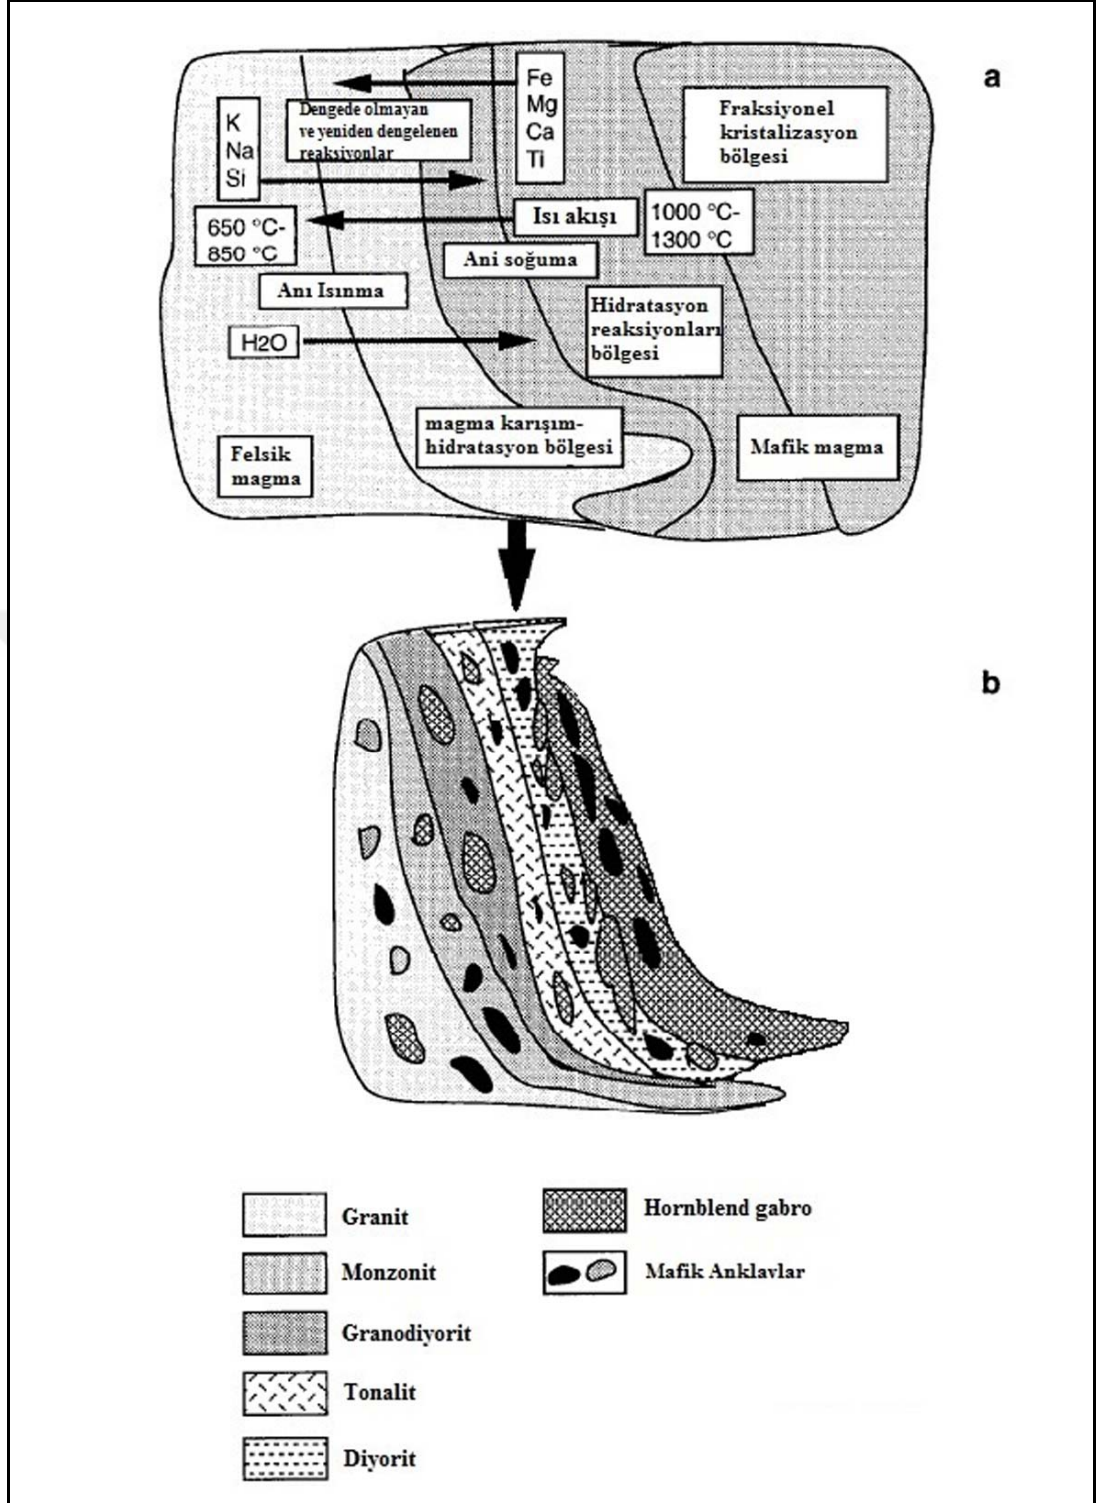 a
Fe
Mg
Ca
Ti
Fraksiyonel
kristalizasyon
bölgesi
Dengede olmayan
ve yeniden dengelenen
reaksiyonlar
K
Na
Si
650 °C-
850 °C
Isı akışı
1000 °C-
1300 °C
Ani soğuma
Anı Isınma
Hidratasyon
reaksiyonları
bölgesi
H2O
magma karışım-
hidratasyon bölgesi
Felsik
magma
Mafik magma
b
Granit
Monzonit
Granodiyorit
Tonalit
Diyorit
Hornblend gabro
Mafik Anklavlar